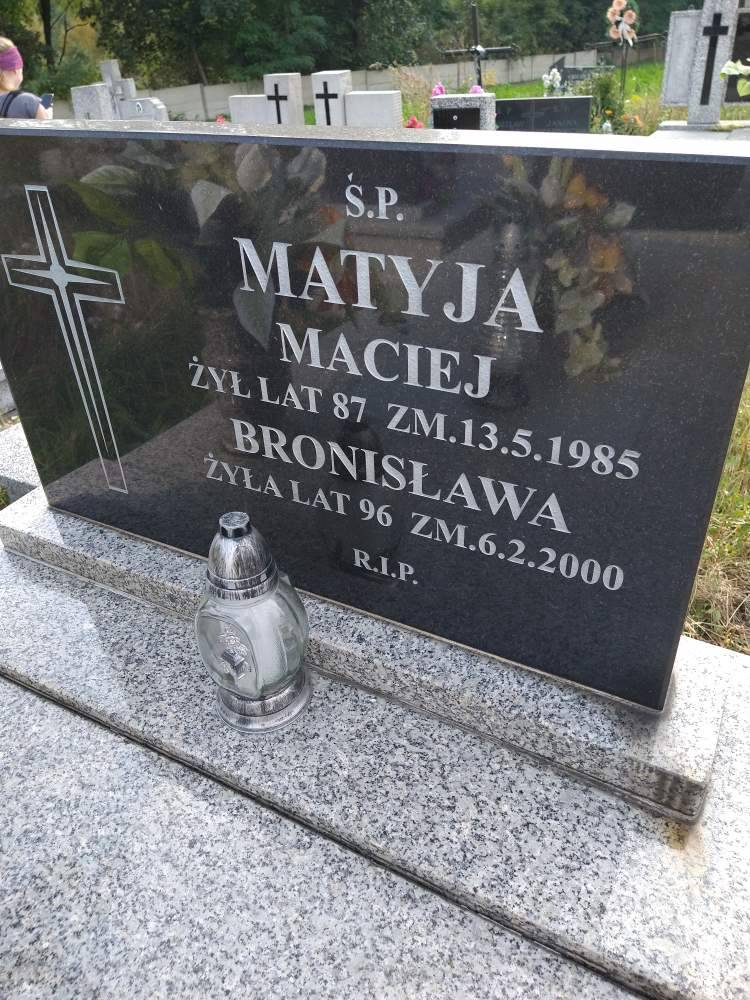 Ś.P.
MATYJA
MACIEJ
ŻYŁ LAT 87 ZM.13.5.1985
BRONISŁAWA
ŻYŁA LAT 96 ZM.6.2.2000
R.I.P.